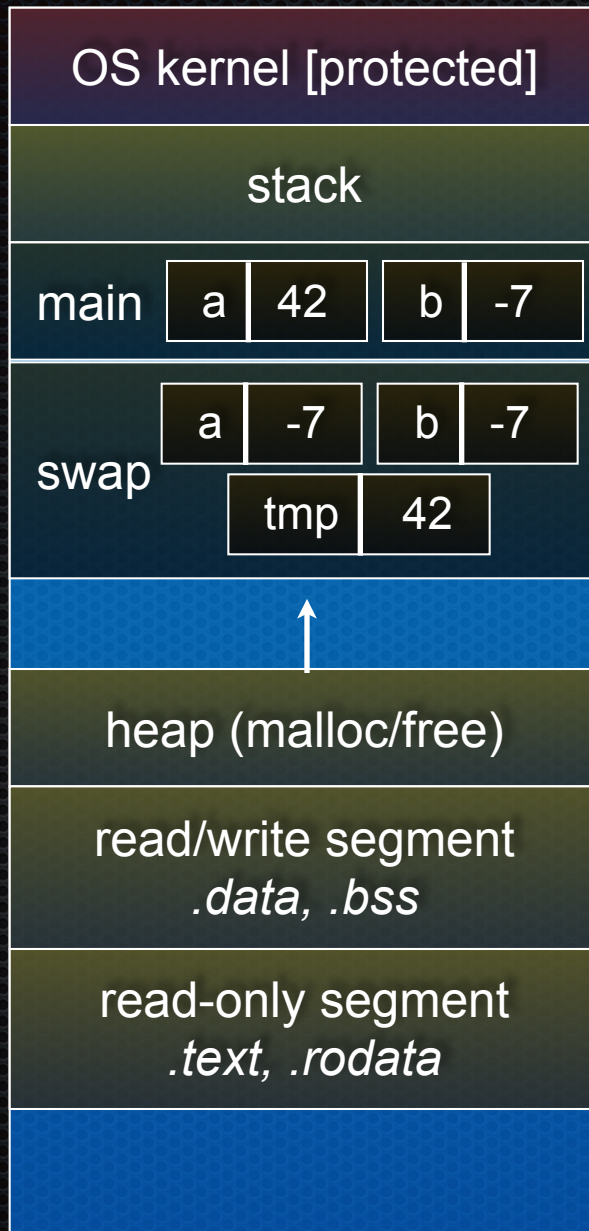 OS kernel [protected]
stack
main a 42 b -7
a -7 b -7
swap
tmp 42
heap (malloc/free)
read/write segment
.data, .bss
read-only segment
.text, .rodata